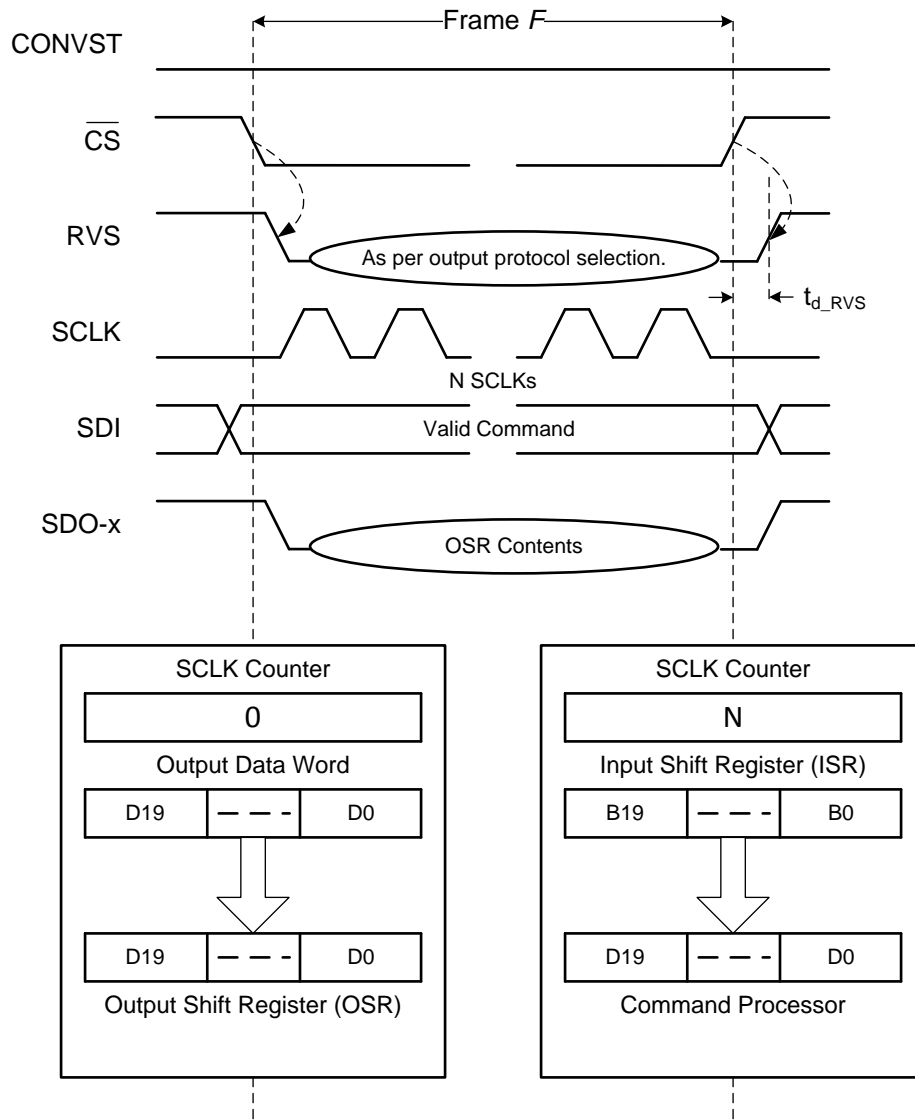 Frame F
CONVST
CS
RVS
As per output protocol selection.
td_RVS
SCLK
N SCLKs
SDI
Valid Command
SDO-x
OSR Contents
SCLK Counter
0
Output Data Word
D19
D0
D19
D0
Output Shift Register (OSR)
SCLK Counter
N
Input Shift Register (ISR)
B19
B0
D19
D0
Command Processor